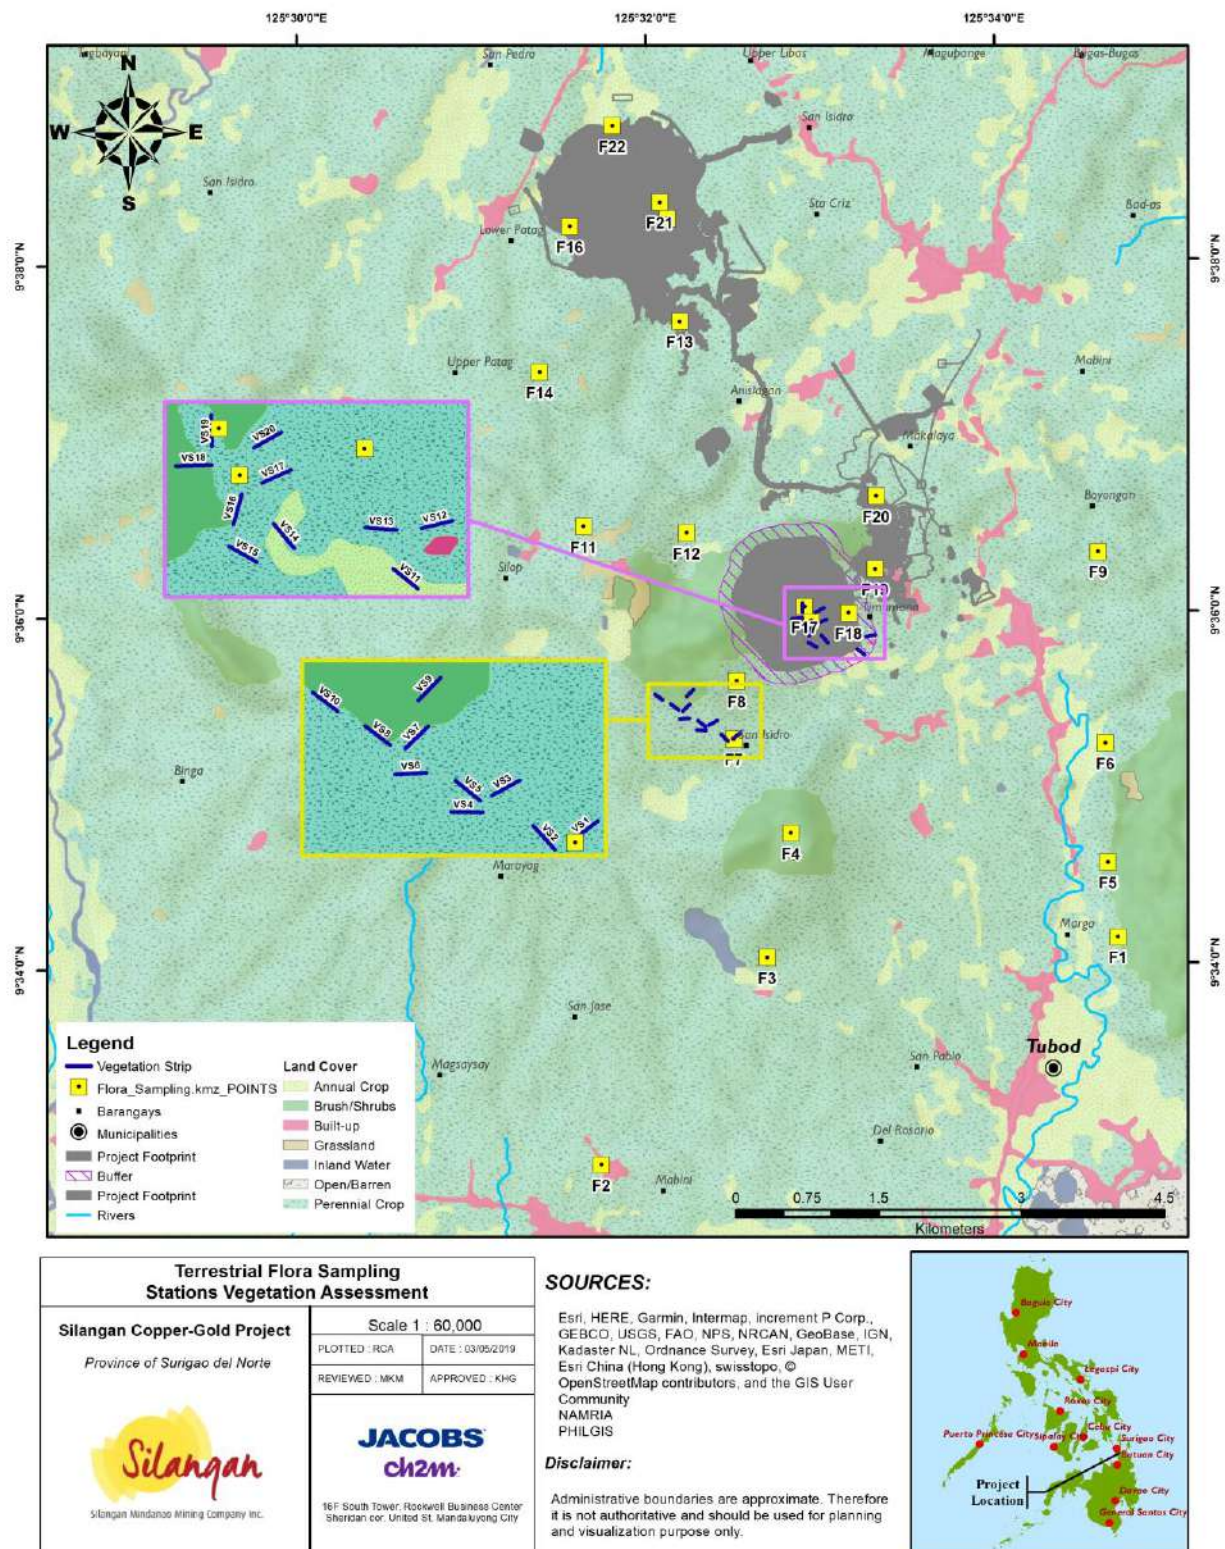 125°30'0"E
125°32'0"E
125°34'0"E
San Pedro
Upper Libas
Magupange
Bugas-Bugas
N
W
E
S
F22
San Isidro
San Isidro
Sta Criz
Bad-as
F21
F16
Lower Patag
9°38'0"N
9°38'0"N
F13
Upper Patag
F14
Mabini
Anislagan
Makalaya
VS19
VS20
VS18
VS17
VS16
VS14
VS13
VS12
VS15
VS11
F20
Boyongan
F11
F12
F9
Silop
F19
9°36'0"N
9°36'0"N
F17
F18
Timamana
F8
VS9
VS10
VS8
VS7
VS6
VS5
VS3
VS4
VS2
VS1
San Isidro
F7
F6
Binga
F4
F5
Marayag
Marga
F1
F3
9°34'0"N
9°34'0"N
San Jose
San Pablo
Tubod
Magsaysay
Del Rosario
F2
Mabini
Legend
Vegetation Strip
Flora_Sampling.kmz_POINTS
Barangays
Municipalities
Project Footprint
Buffer
Project Footprint
Rivers
Land Cover
Annual Crop
Brush/Shrubs
Built-up
Grassland
Inland Water
Open/Barren
Perennial Crop
0 0.75 1.5 3 4.5
Kilometers
Terrestrial Flora Sampling
Stations Vegetation Assessment
Silangan Copper-Gold Project
Province of Surigao del Norte
Silangan
Silangan Mindanao Mining Company Inc.
Scale 1 : 60,000
PLOTTED : RCA
DATE : 03/05/2019
REVIEWED : MKM
APPROVED : KHG
JACOBS
ch2m:
16F South Tower, Rockwell Business Center
Sheridan cor. United St. Mandaluyong City
SOURCES:
Esri, HERE, Garmin, Intermap, increment P Corp.,
GEBCO, USGS, FAO, NPS, NRCAN, GeoBase, IGN,
Kadaster NL, Ordnance Survey, Esri Japan, METI,
Esri China (Hong Kong), swisstopo, ©
OpenStreetMap contributors, and the GIS User
Community
NAMRIA
PHILGIS
Disclaimer:
Administrative boundaries are approximate. Therefore
it is not authoritative and should be used for planning
and visualization purpose only.
Baguio City
Manila
Legaspi City
Roxas City
Cebu City
Puerto Princesa City
Sipalay City
Surigao City
Butuan City
Project
Location
Davao City
General Santos City